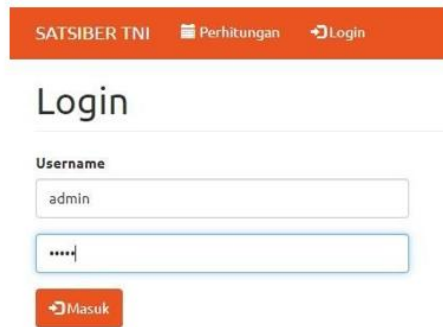 SATSIBER TNI Perhitungan Login
Login
Username
admin
•••••
Masuk